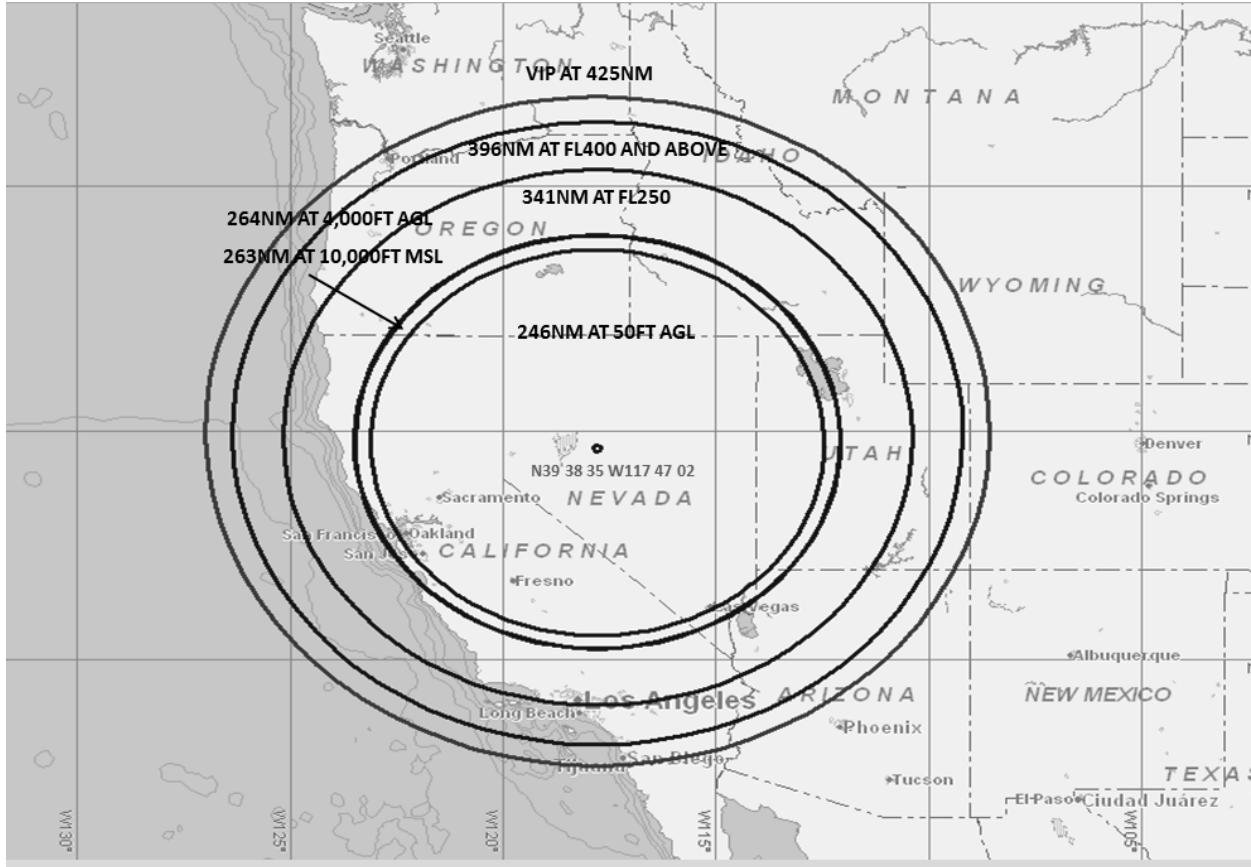 Seattle
WASHINGTON
VIP AT 425NM
MONTANA
Portland
396NM AT FL400 AND ABOVE
IDAHO
341NM AT FL250
264NM AT 4,000FT AGL
OREGON
263NM AT 10,000FT MSL
WYOMING
246NM AT 50FT AGL
Denver
UTAH
N39 38 35 W117 47 02
COLORADO
Sacramento
NEVADA
Colorado Springs
San Francisco
Oakland
San Jos
CALIFORNIA
Fresno
Las Vegas
Albuquerque
Los Angeles
ARIZONA
NEW MEXICO
Long Beach
Phoenix
Tijuana
San Diego
Tucson
TEXAS
El Paso
Ciudad Juárez
W130°
W125°
W120°
W115°
W105°